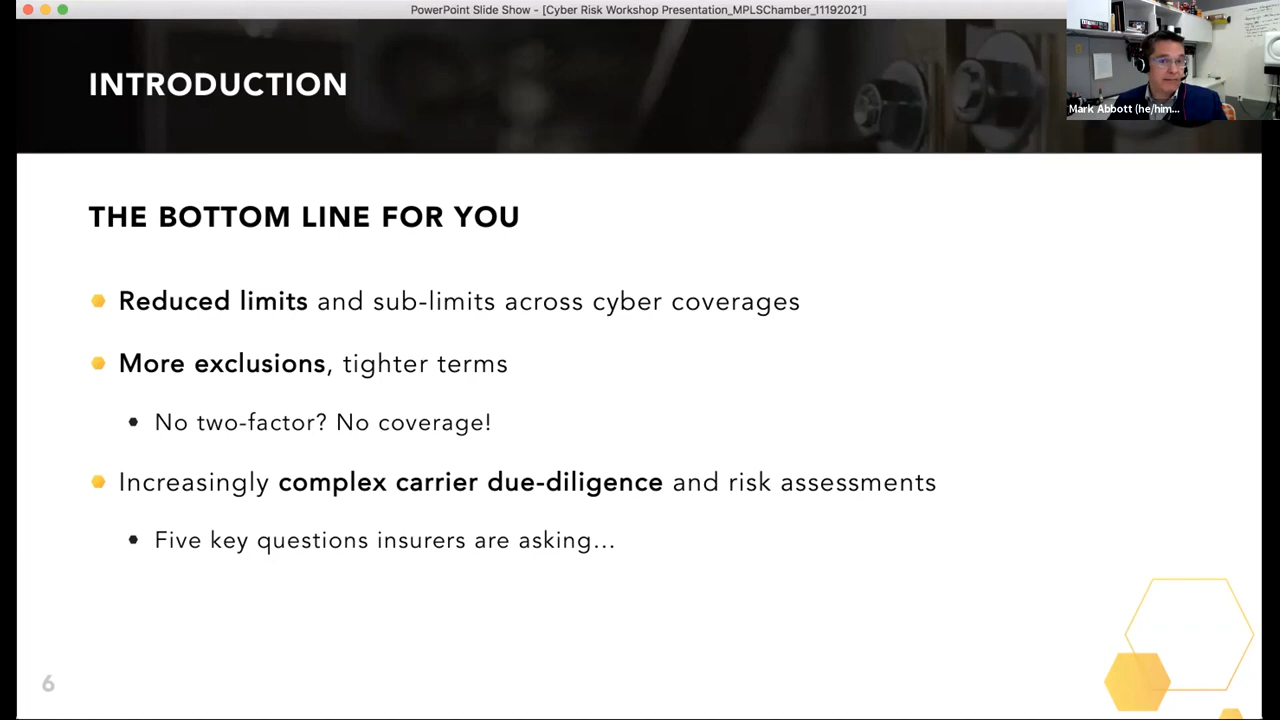 PowerPoint Slide Show - [Cyber Risk Workshop Presentation_MPLSChamber_11192021]
INTRODUCTION
Mark Abbott (he/him...
THE BOTTOM LINE FOR YOU
Reduced limits and sub-limits across cyber coverages
More exclusions, tighter terms
No two-factor? No coverage!
Increasingly complex carrier due-diligence and risk assessments
Five key questions insurers are asking...
6